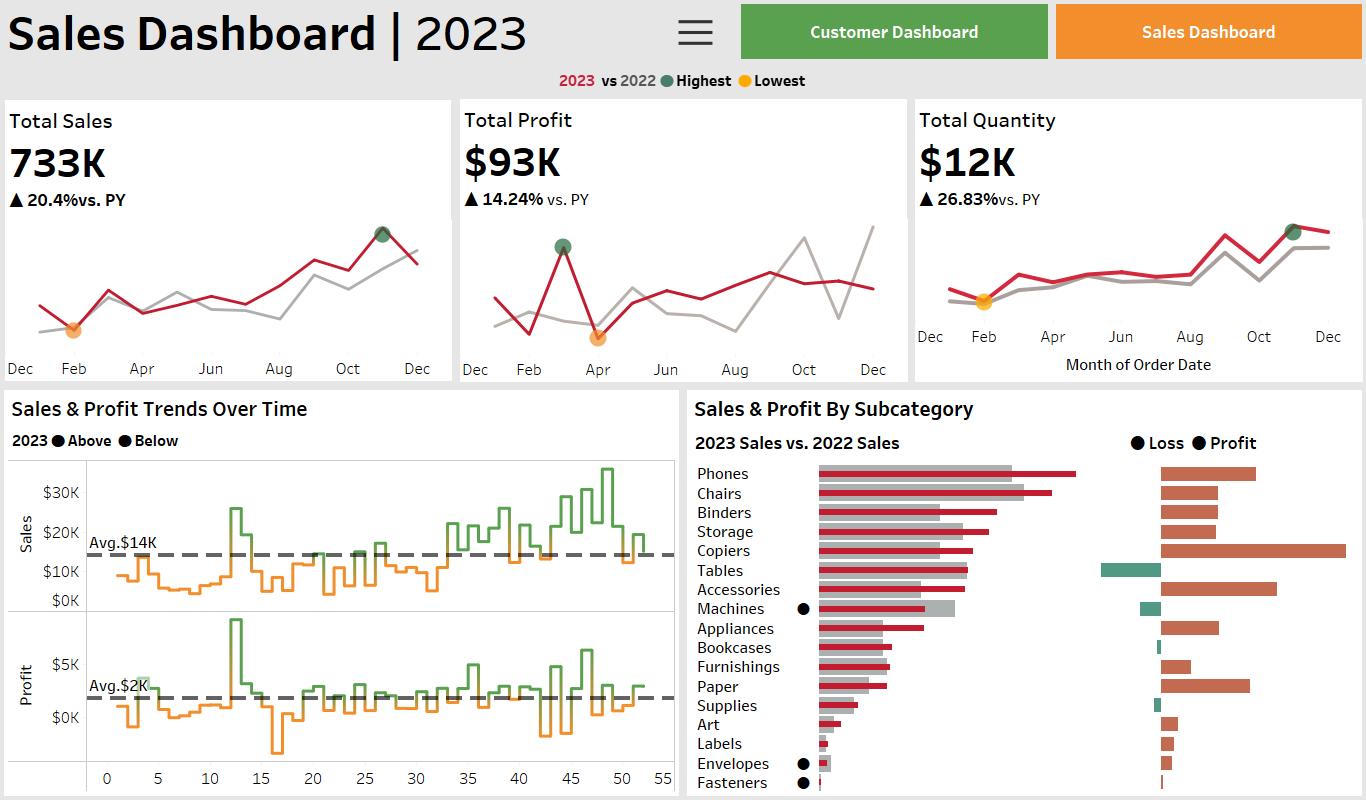 Sales Dashboard | 2023
Customer Dashboard
Sales Dashboard
2023 vs 2022 Highest Lowest
Total Sales
733K
▲ 20.4%vs. PY
Dec Feb Apr Jun Aug Oct Dec
Total Profit
$93K
▲ 14.24% vs. PY
Dec Feb Apr Jun Aug Oct Dec
Total Quantity
$12K
▲ 26.83%vs. PY
Dec Feb Apr Jun Aug Oct Dec
Month of Order Date
Sales & Profit Trends Over Time
2023 ● Above ● Below
Sales
$30K
$20K
Avg.$14K
$10K
$0K
Profit
$5K
Avg.$2K
$0K
0 5 10 15 20 25 30 35 40 45 50 55
Sales & Profit By Subcategory
2023 Sales vs. 2022 Sales
● Loss ● Profit
Phones
Chairs
Binders
Storage
Copiers
Tables
Accessories
Machines
Appliances
Bookcases
Furnishings
Paper
Supplies
Art
Labels
Envelopes
Fasteners